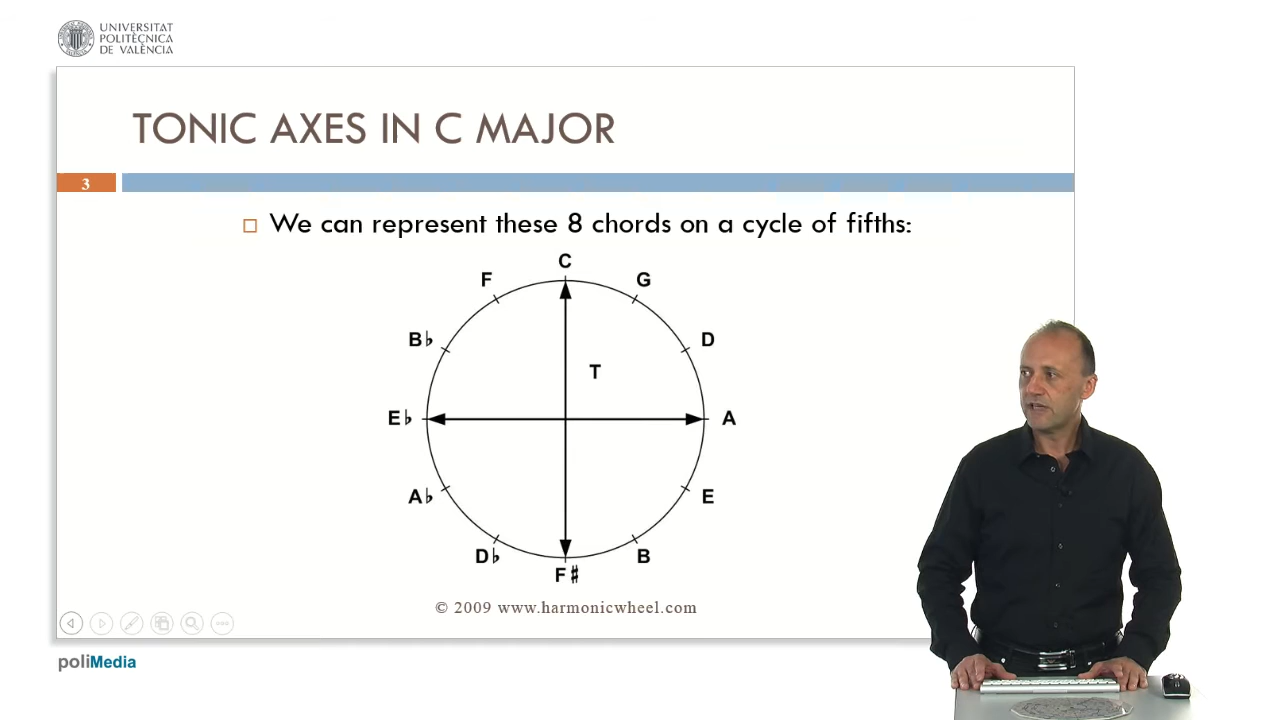 UNIVERSITAT
POLITÈCNICA
DE VALÈNCIA
TONIC AXES IN C MAJOR
3
We can represent these 8 chords on a cycle of fifths:
C
F
G
B♭
D
T
E♭
A
A♭
E
D♭
B
F♯
© 2009 www.harmonicwheel.com
poliMedia